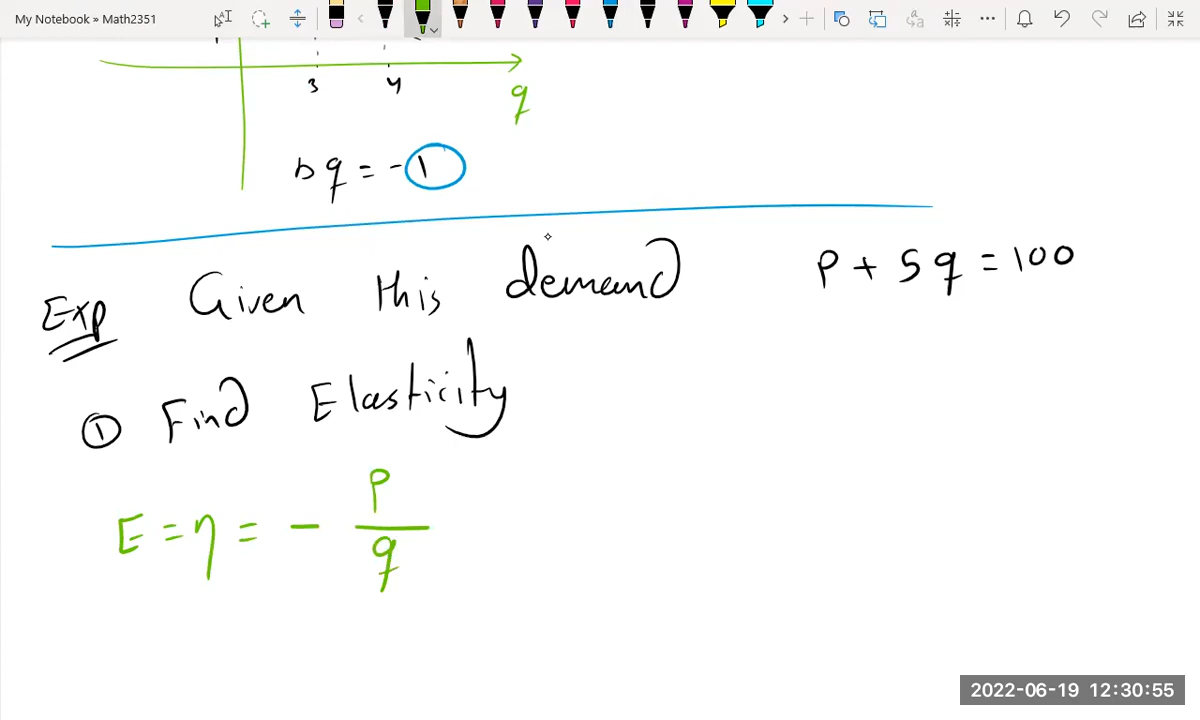 My Notebook » Math2351
3 4
q
Δq = -1
Exp Given this demand P + 5q = 100
① Find Elasticity
E = η = - P/q
2022-06-19 12:30:55